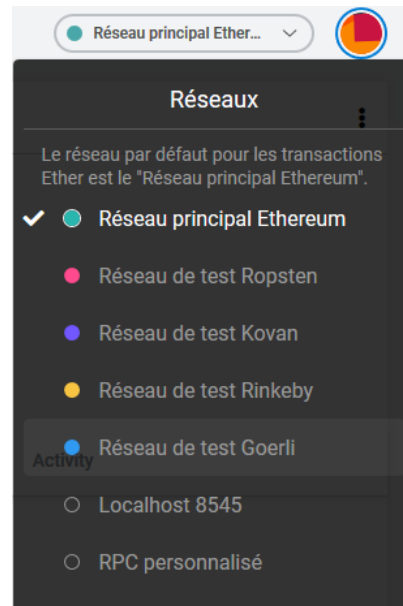 Réseau principal Ether...
Réseaux
Le réseau par défaut pour les transactions
Ether est le "Réseau principal Ethereum".
Réseau principal Ethereum
Réseau de test Ropsten
Réseau de test Kovan
Réseau de test Rinkeby
Réseau de test Goerli
Activity
Localhost 8545
RPC personnalisé